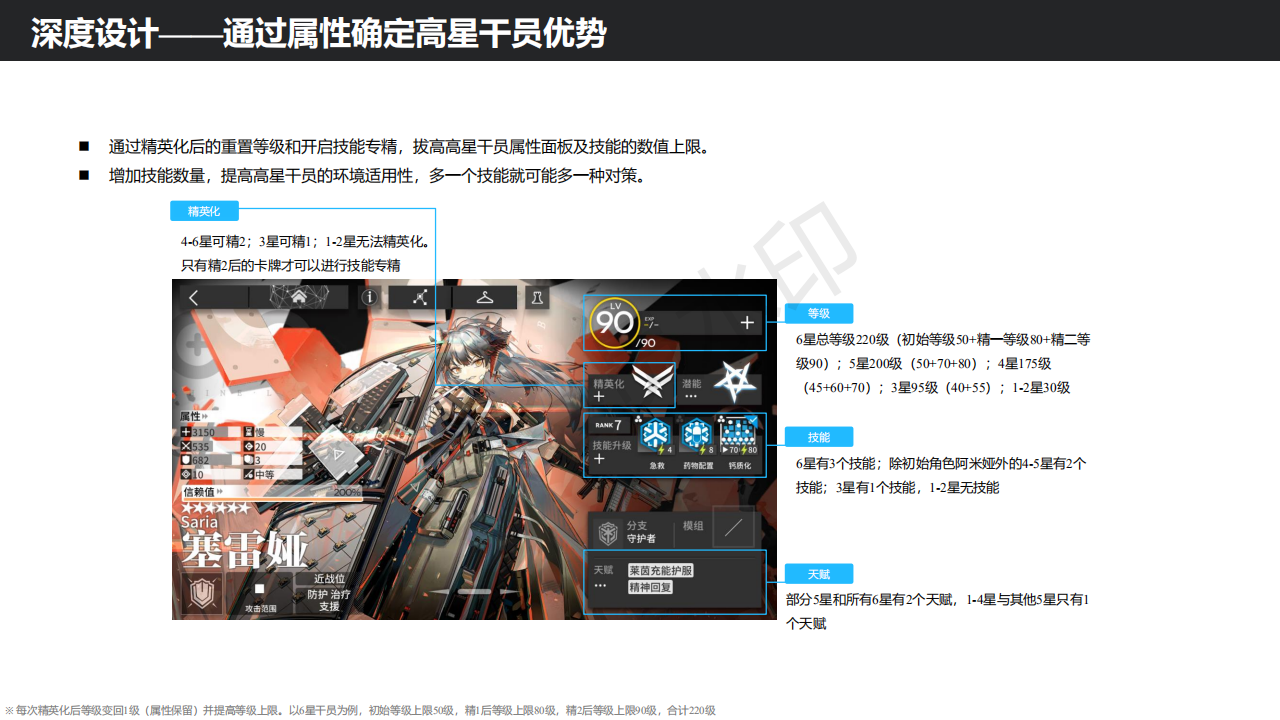 深度设计——通过属性确定高星干员优势
■ 通过精英化后的重置等级和开启技能专精，拔高高星干员属性面板及技能的数值上限。
■ 增加技能数量，提高高星干员的环境适用性，多一个技能就可能多一种对策。
精英化
4-6星可精2；3星可精1；1-2星无法精英化。
只有精2后的卡牌才可以进行技能专精
水印
LV
90
EXP
-/-
/90
精英化
潜能
RANK 7
技能升级
4
8
70 80
急救
药物配置
钙质化
属性
3150
慢
535
20
682
3
10
中等
信赖值
200%
★★★★★★
Saria
塞雷娅
近战位
防护 治疗
支援
攻击范围
分支
守护者
模组
天赋
莱茵充能护服
精神回复
等级
6星总等级220级（初始等级50+精一等级80+精二等
级90）；5星200级（50+70+80）；4星175级
（45+60+70）；3星95级（40+55）；1-2星30级
技能
6星有3个技能；除初始角色阿米娅外的4-5星有2个
技能；3星有1个技能，1-2星无技能
天赋
部分5星和所有6星有2个天赋，1-4星与其他5星只有1
个天赋
※ 每次精英化后等级变回1级（属性保留）并提高等级上限。以6星干员为例，初始等级上限50级，精1后等级上限80级，精2后等级上限90级，合计220级